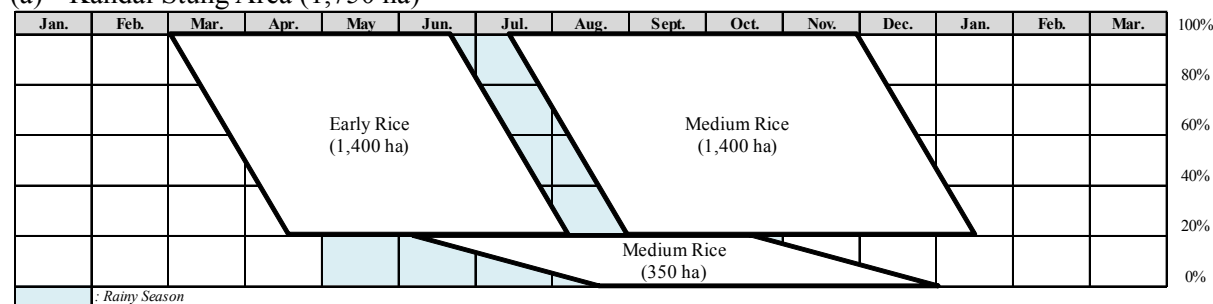 (a) Kandal Stung Area (1,750 ha)
Jan. Feb. Mar. Apr. May Jun. Jul. Aug. Sept. Oct. Nov. Dec. Jan. Feb. Mar. 100%
80%
Early Rice Medium Rice 60%
(1,400 ha) (1,400 ha)
40%
20%
Medium Rice
(350 ha) 0%
: Rainy Season